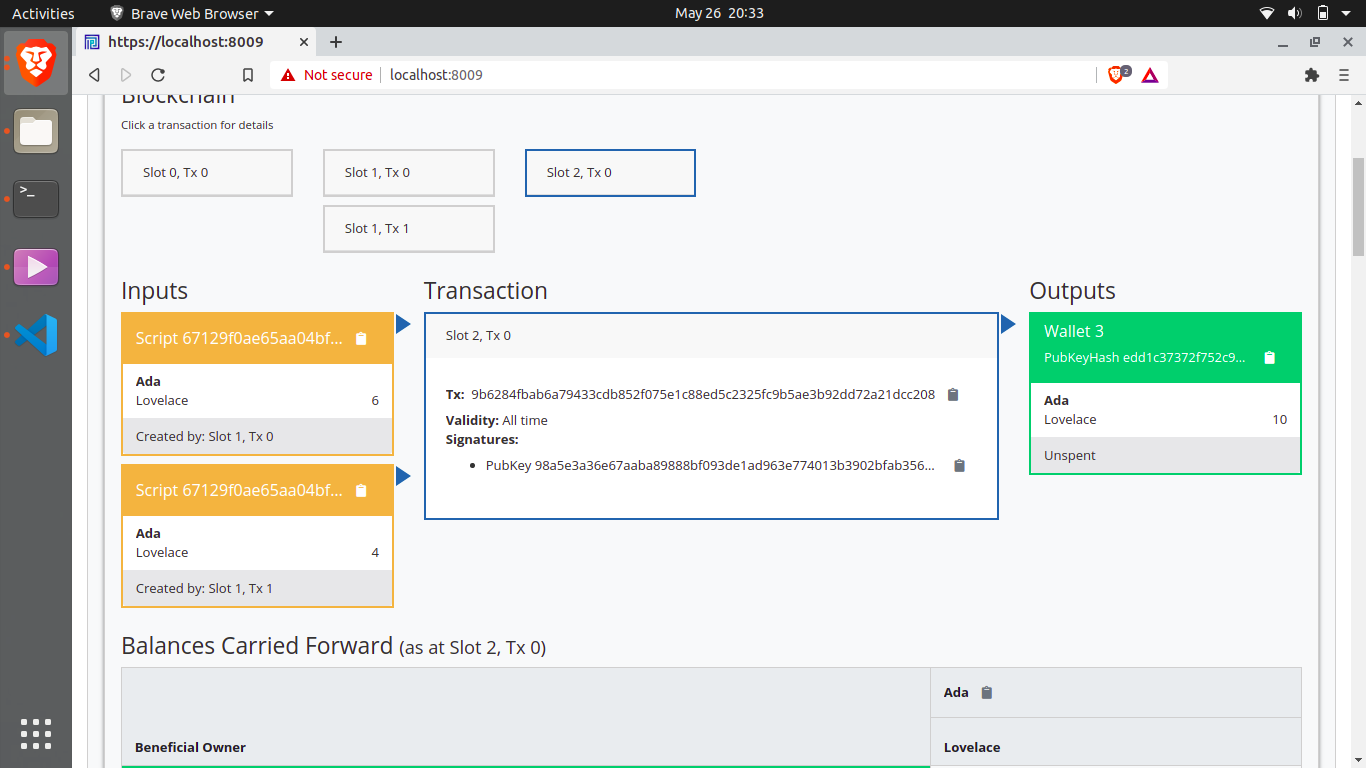 Activities
Brave Web Browser
May 26 20:33
https://localhost:8009
Not secure
localhost:8009
2
>_
Blockchain
Click a transaction for details
Slot 0, Tx 0
Slot 1, Tx 0
Slot 2, Tx 0
Slot 1, Tx 1
Inputs
Script 67129f0ae65aa04bf...
Ada
Lovelace 6
Created by: Slot 1, Tx 0
Script 67129f0ae65aa04bf...
Ada
Lovelace 4
Created by: Slot 1, Tx 1
Transaction
Slot 2, Tx 0
Tx: 9b6284fbab6a79433cdb852f075e1c88ed5c2325fc9b5ae3b92dd72a21dcc208
Validity: All time
Signatures:
• PubKey 98a5e3a36e67aaba89888bf093de1ad963e774013b3902bfab356...
Outputs
Wallet 3
PubKeyHash edd1c37372f752c9...
Ada
Lovelace 10
Unspent
Balances Carried Forward (as at Slot 2, Tx 0)
Ada
Beneficial Owner
Lovelace